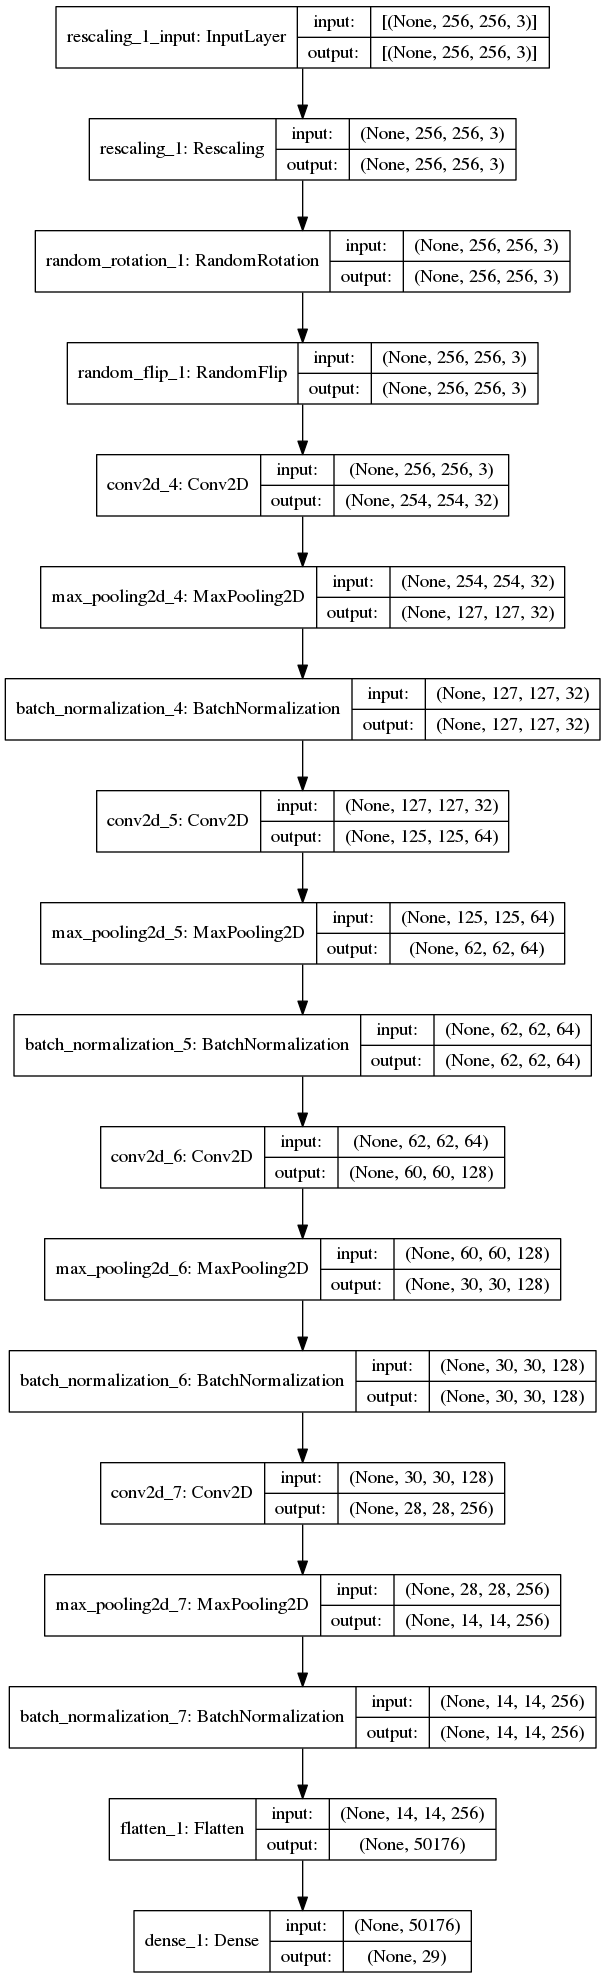 rescaling_1_input: InputLayer
input: [(None, 256, 256, 3)]
output: [(None, 256, 256, 3)]
rescaling_1: Rescaling
input: (None, 256, 256, 3)
output: (None, 256, 256, 3)
random_rotation_1: RandomRotation
input: (None, 256, 256, 3)
output: (None, 256, 256, 3)
random_flip_1: RandomFlip
input: (None, 256, 256, 3)
output: (None, 256, 256, 3)
conv2d_4: Conv2D
input: (None, 256, 256, 3)
output: (None, 254, 254, 32)
max_pooling2d_4: MaxPooling2D
input: (None, 254, 254, 32)
output: (None, 127, 127, 32)
batch_normalization_4: BatchNormalization
input: (None, 127, 127, 32)
output: (None, 127, 127, 32)
conv2d_5: Conv2D
input: (None, 127, 127, 32)
output: (None, 125, 125, 64)
max_pooling2d_5: MaxPooling2D
input: (None, 125, 125, 64)
output: (None, 62, 62, 64)
batch_normalization_5: BatchNormalization
input: (None, 62, 62, 64)
output: (None, 62, 62, 64)
conv2d_6: Conv2D
input: (None, 62, 62, 64)
output: (None, 60, 60, 128)
max_pooling2d_6: MaxPooling2D
input: (None, 60, 60, 128)
output: (None, 30, 30, 128)
batch_normalization_6: BatchNormalization
input: (None, 30, 30, 128)
output: (None, 30, 30, 128)
conv2d_7: Conv2D
input: (None, 30, 30, 128)
output: (None, 28, 28, 256)
max_pooling2d_7: MaxPooling2D
input: (None, 28, 28, 256)
output: (None, 14, 14, 256)
batch_normalization_7: BatchNormalization
input: (None, 14, 14, 256)
output: (None, 14, 14, 256)
flatten_1: Flatten
input: (None, 14, 14, 256)
output: (None, 50176)
dense_1: Dense
input: (None, 50176)
output: (None, 29)